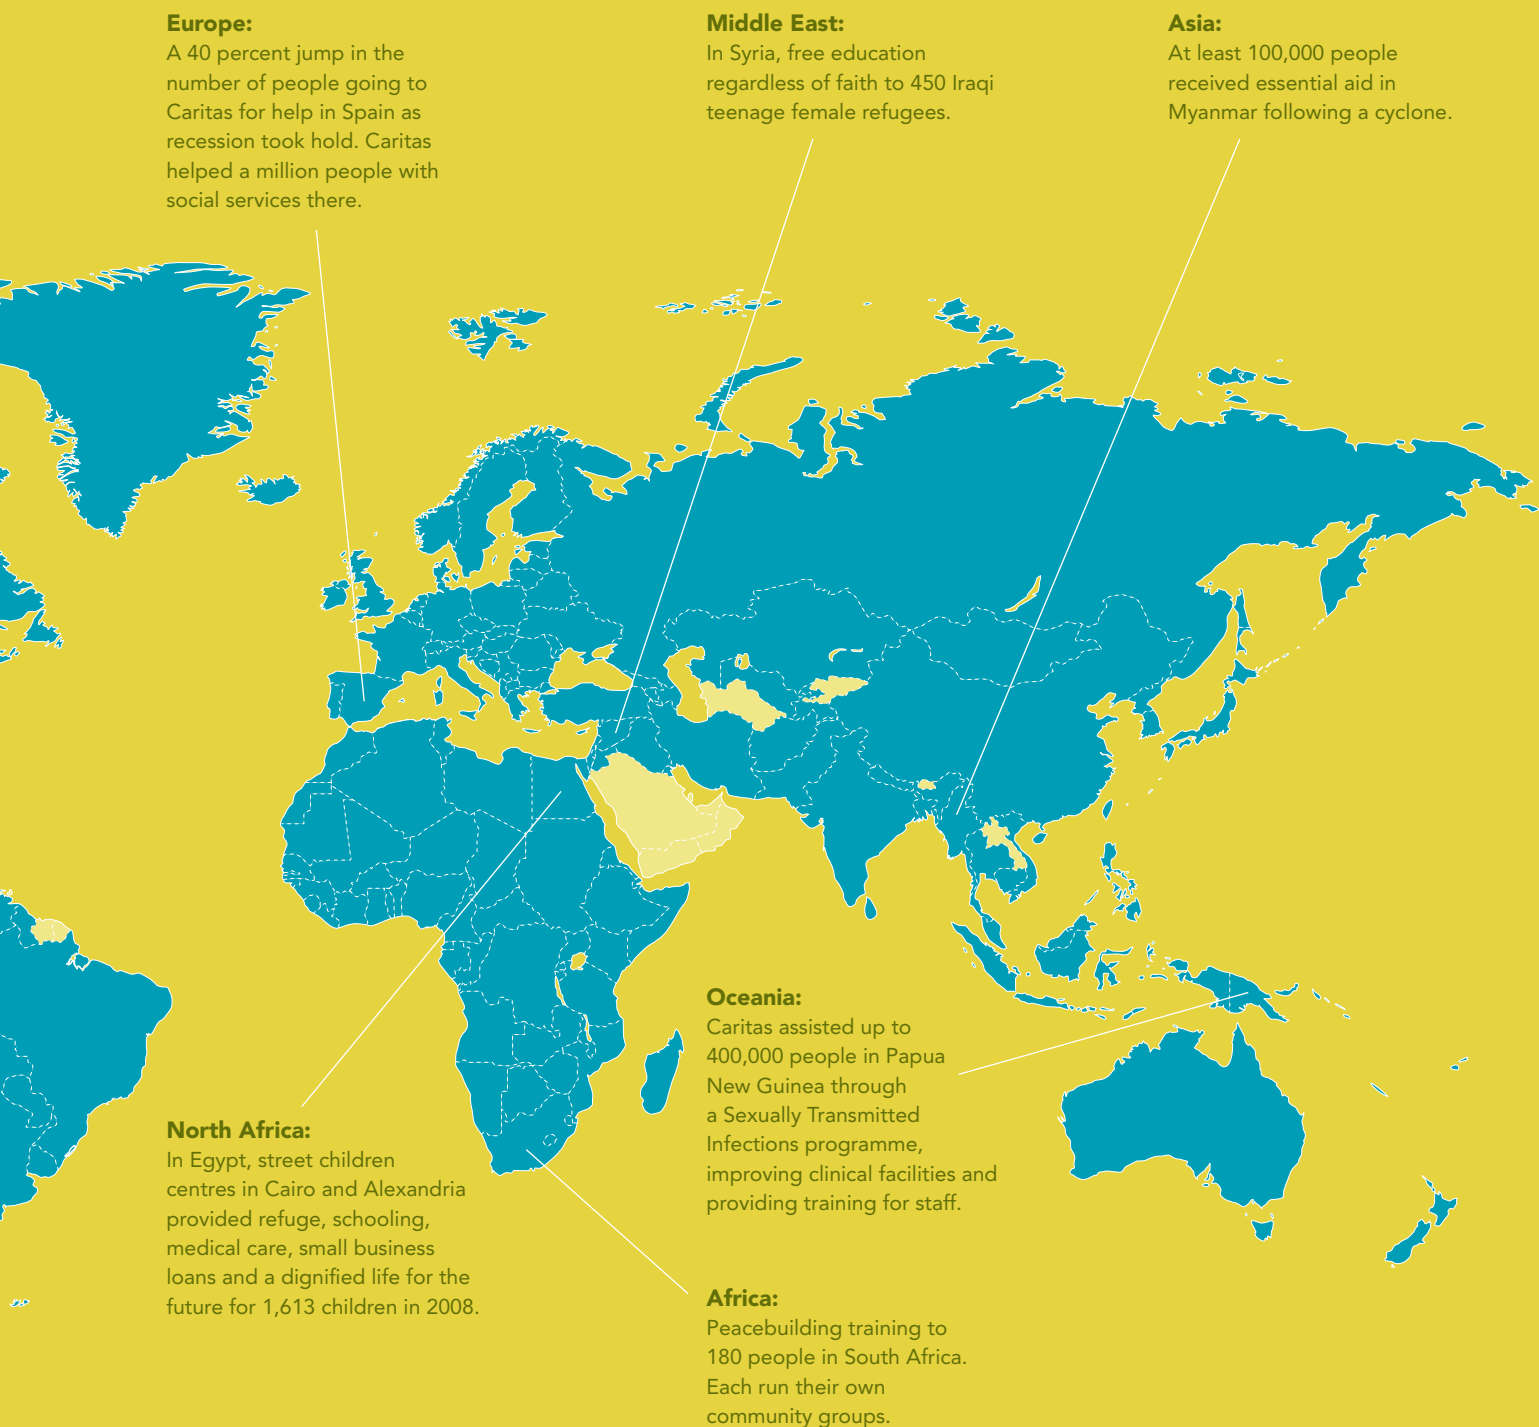 Europe:
A 40 percent jump in the
number of people going to
Caritas for help in Spain as
recession took hold. Caritas
helped a million people with
social services there.
Middle East:
In Syria, free education
regardless of faith to 450 Iraqi
teenage female refugees.
Asia:
At least 100,000 people
received essential aid in
Myanmar following a cyclone.
North Africa:
In Egypt, street children
centres in Cairo and Alexandria
provided refuge, schooling,
medical care, small business
loans and a dignified life for the
future for 1,613 children in 2008.
Oceania:
Caritas assisted up to
400,000 people in Papua
New Guinea through
a Sexually Transmitted
Infections programme,
improving clinical facilities and
providing training for staff.
Africa:
Peacebuilding training to
180 people in South Africa.
Each run their own
community groups.